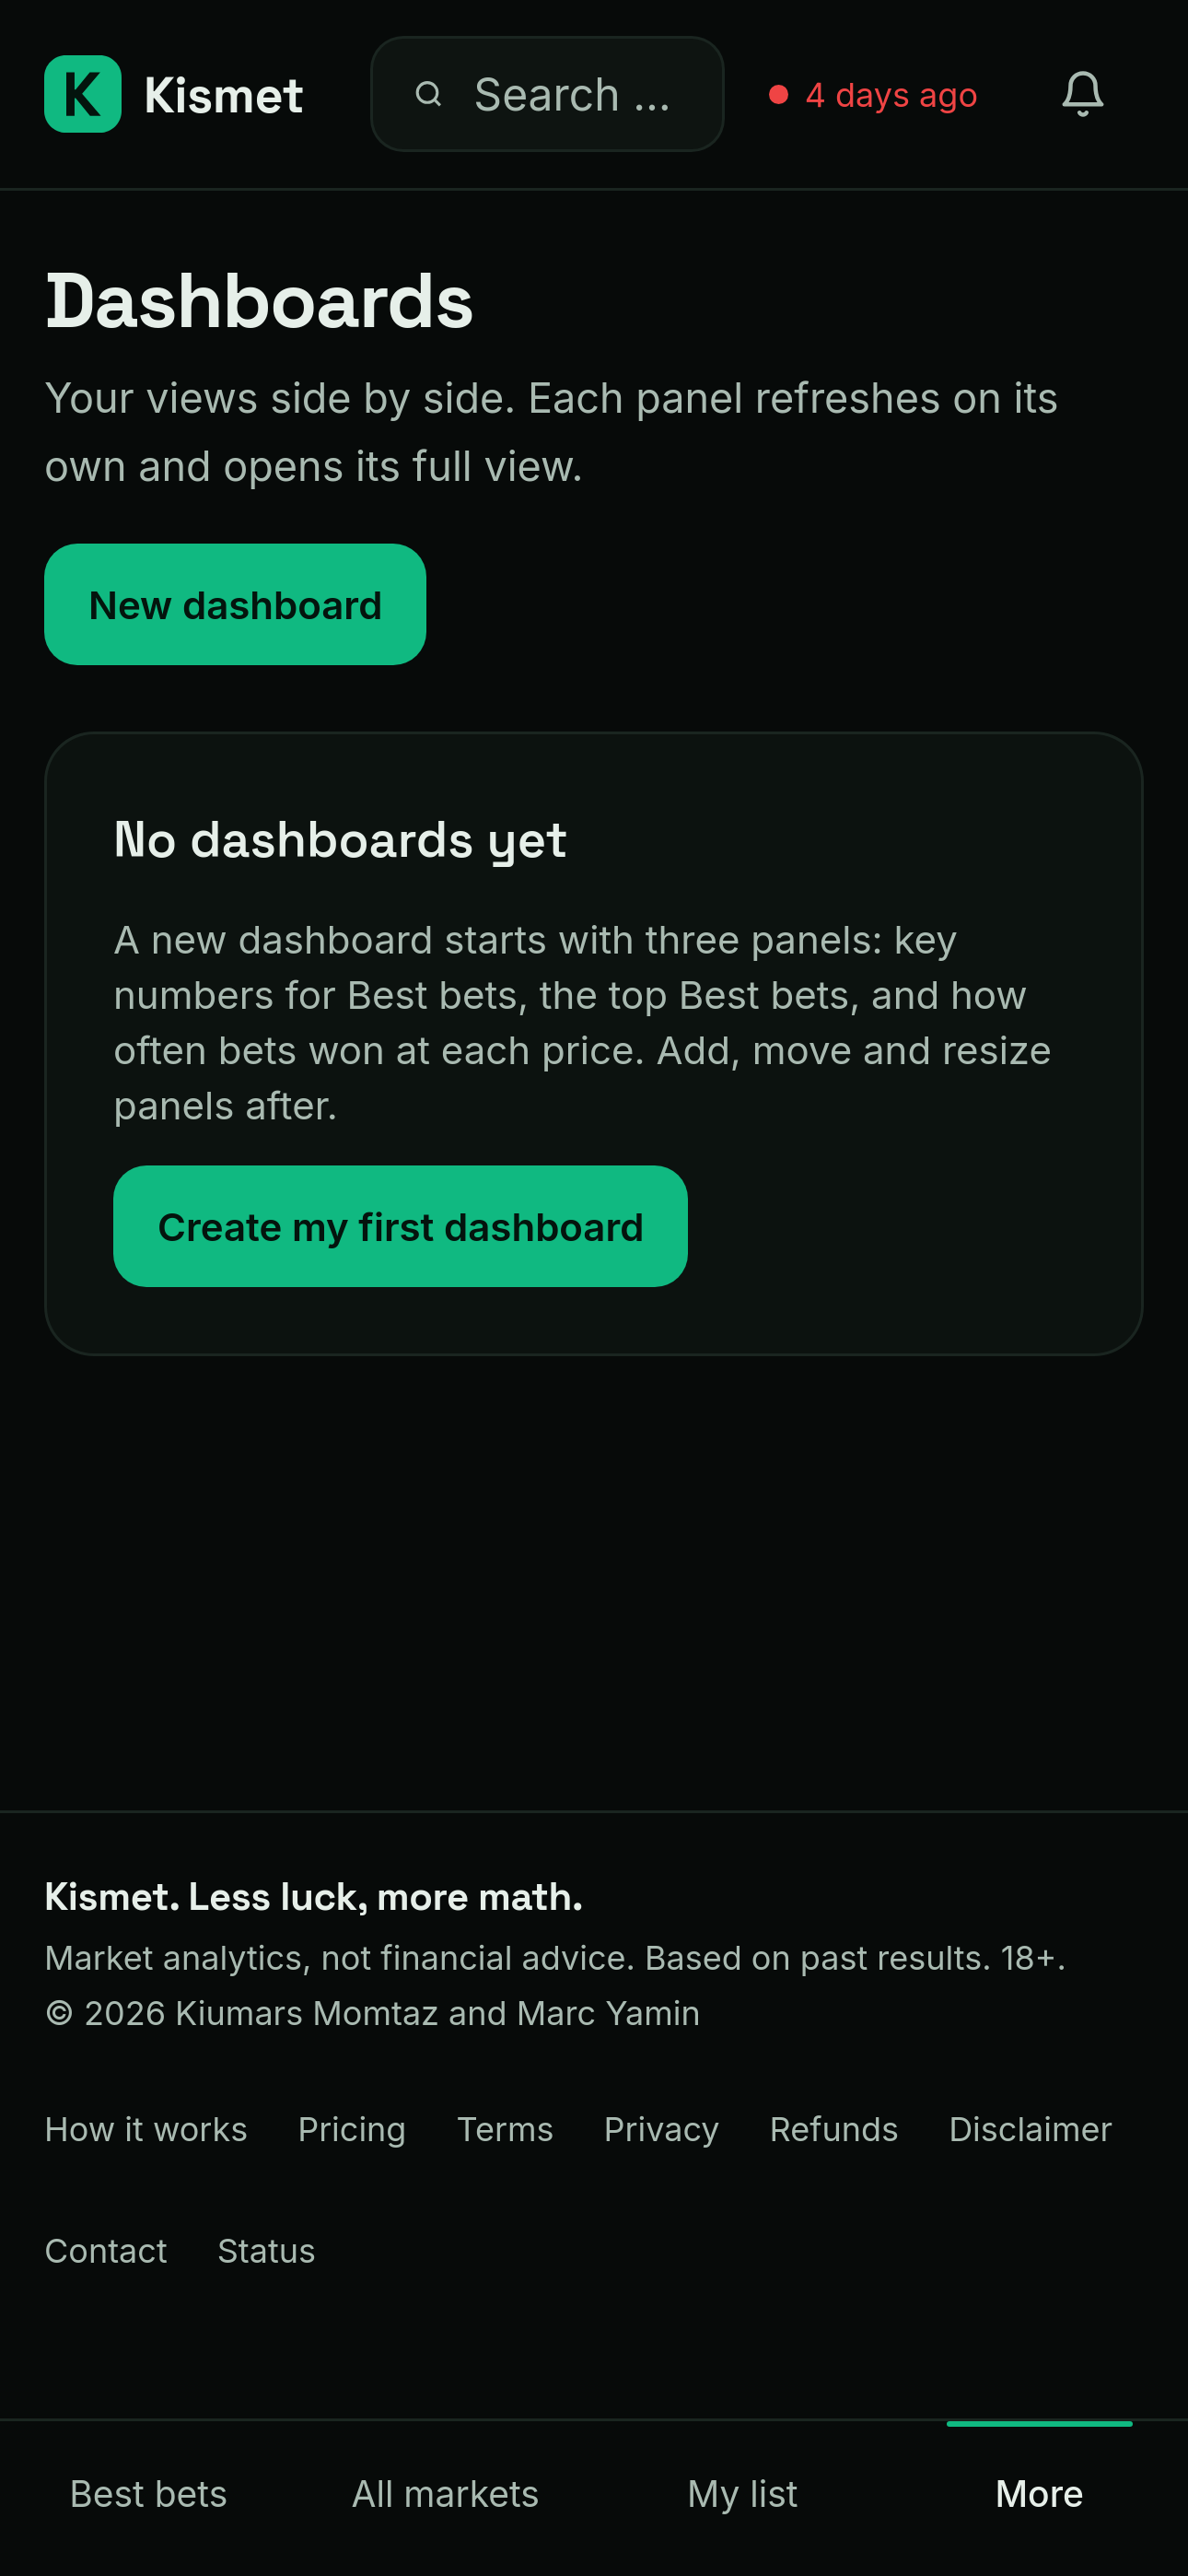 K Kismet Search ... 4 days ago
Dashboards
Your views side by side. Each panel refreshes on its
own and opens its full view.
New dashboard
No dashboards yet
A new dashboard starts with three panels: key
numbers for Best bets, the top Best bets, and how
often bets won at each price. Add, move and resize
panels after.
Create my first dashboard
Kismet. Less luck, more math.
Market analytics, not financial advice. Based on past results. 18+.
© 2026 Kiumars Momtaz and Marc Yamin
How it works Pricing Terms Privacy Refunds Disclaimer
Contact Status
Best bets All markets My list More